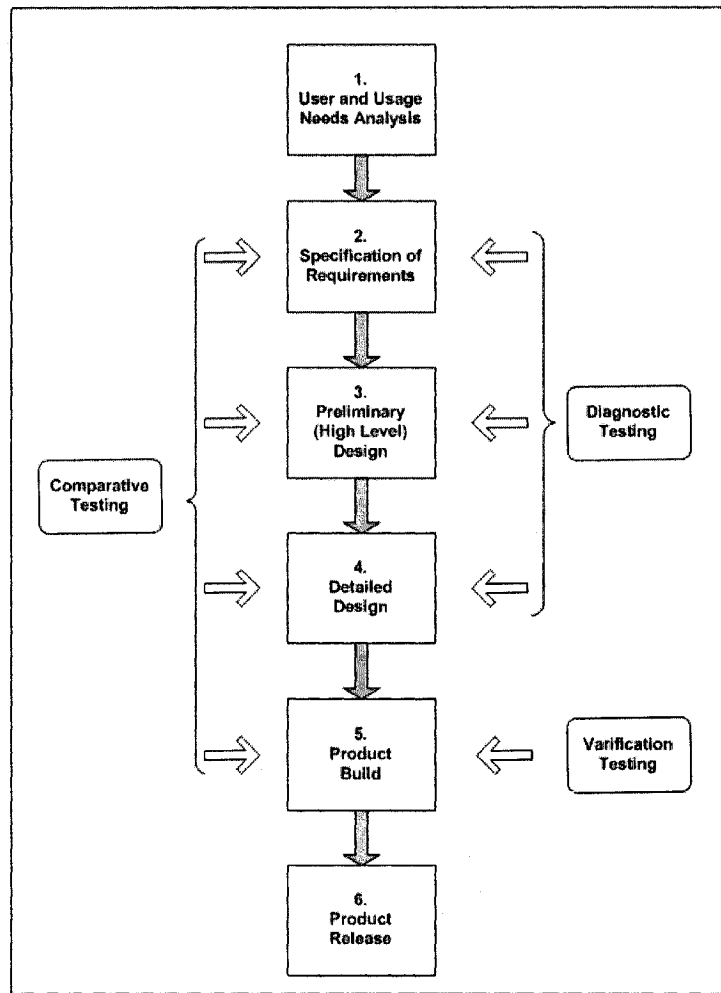 1.
User and Usage
Needs Analysis
2.
Specification of
Requirements
3.
Preliminary
(High Level)
Design
Diagnostic
Testing
Comparative
Testing
4.
Detailed
Design
5.
Product
Build
Varification
Testing
6.
Product
Release